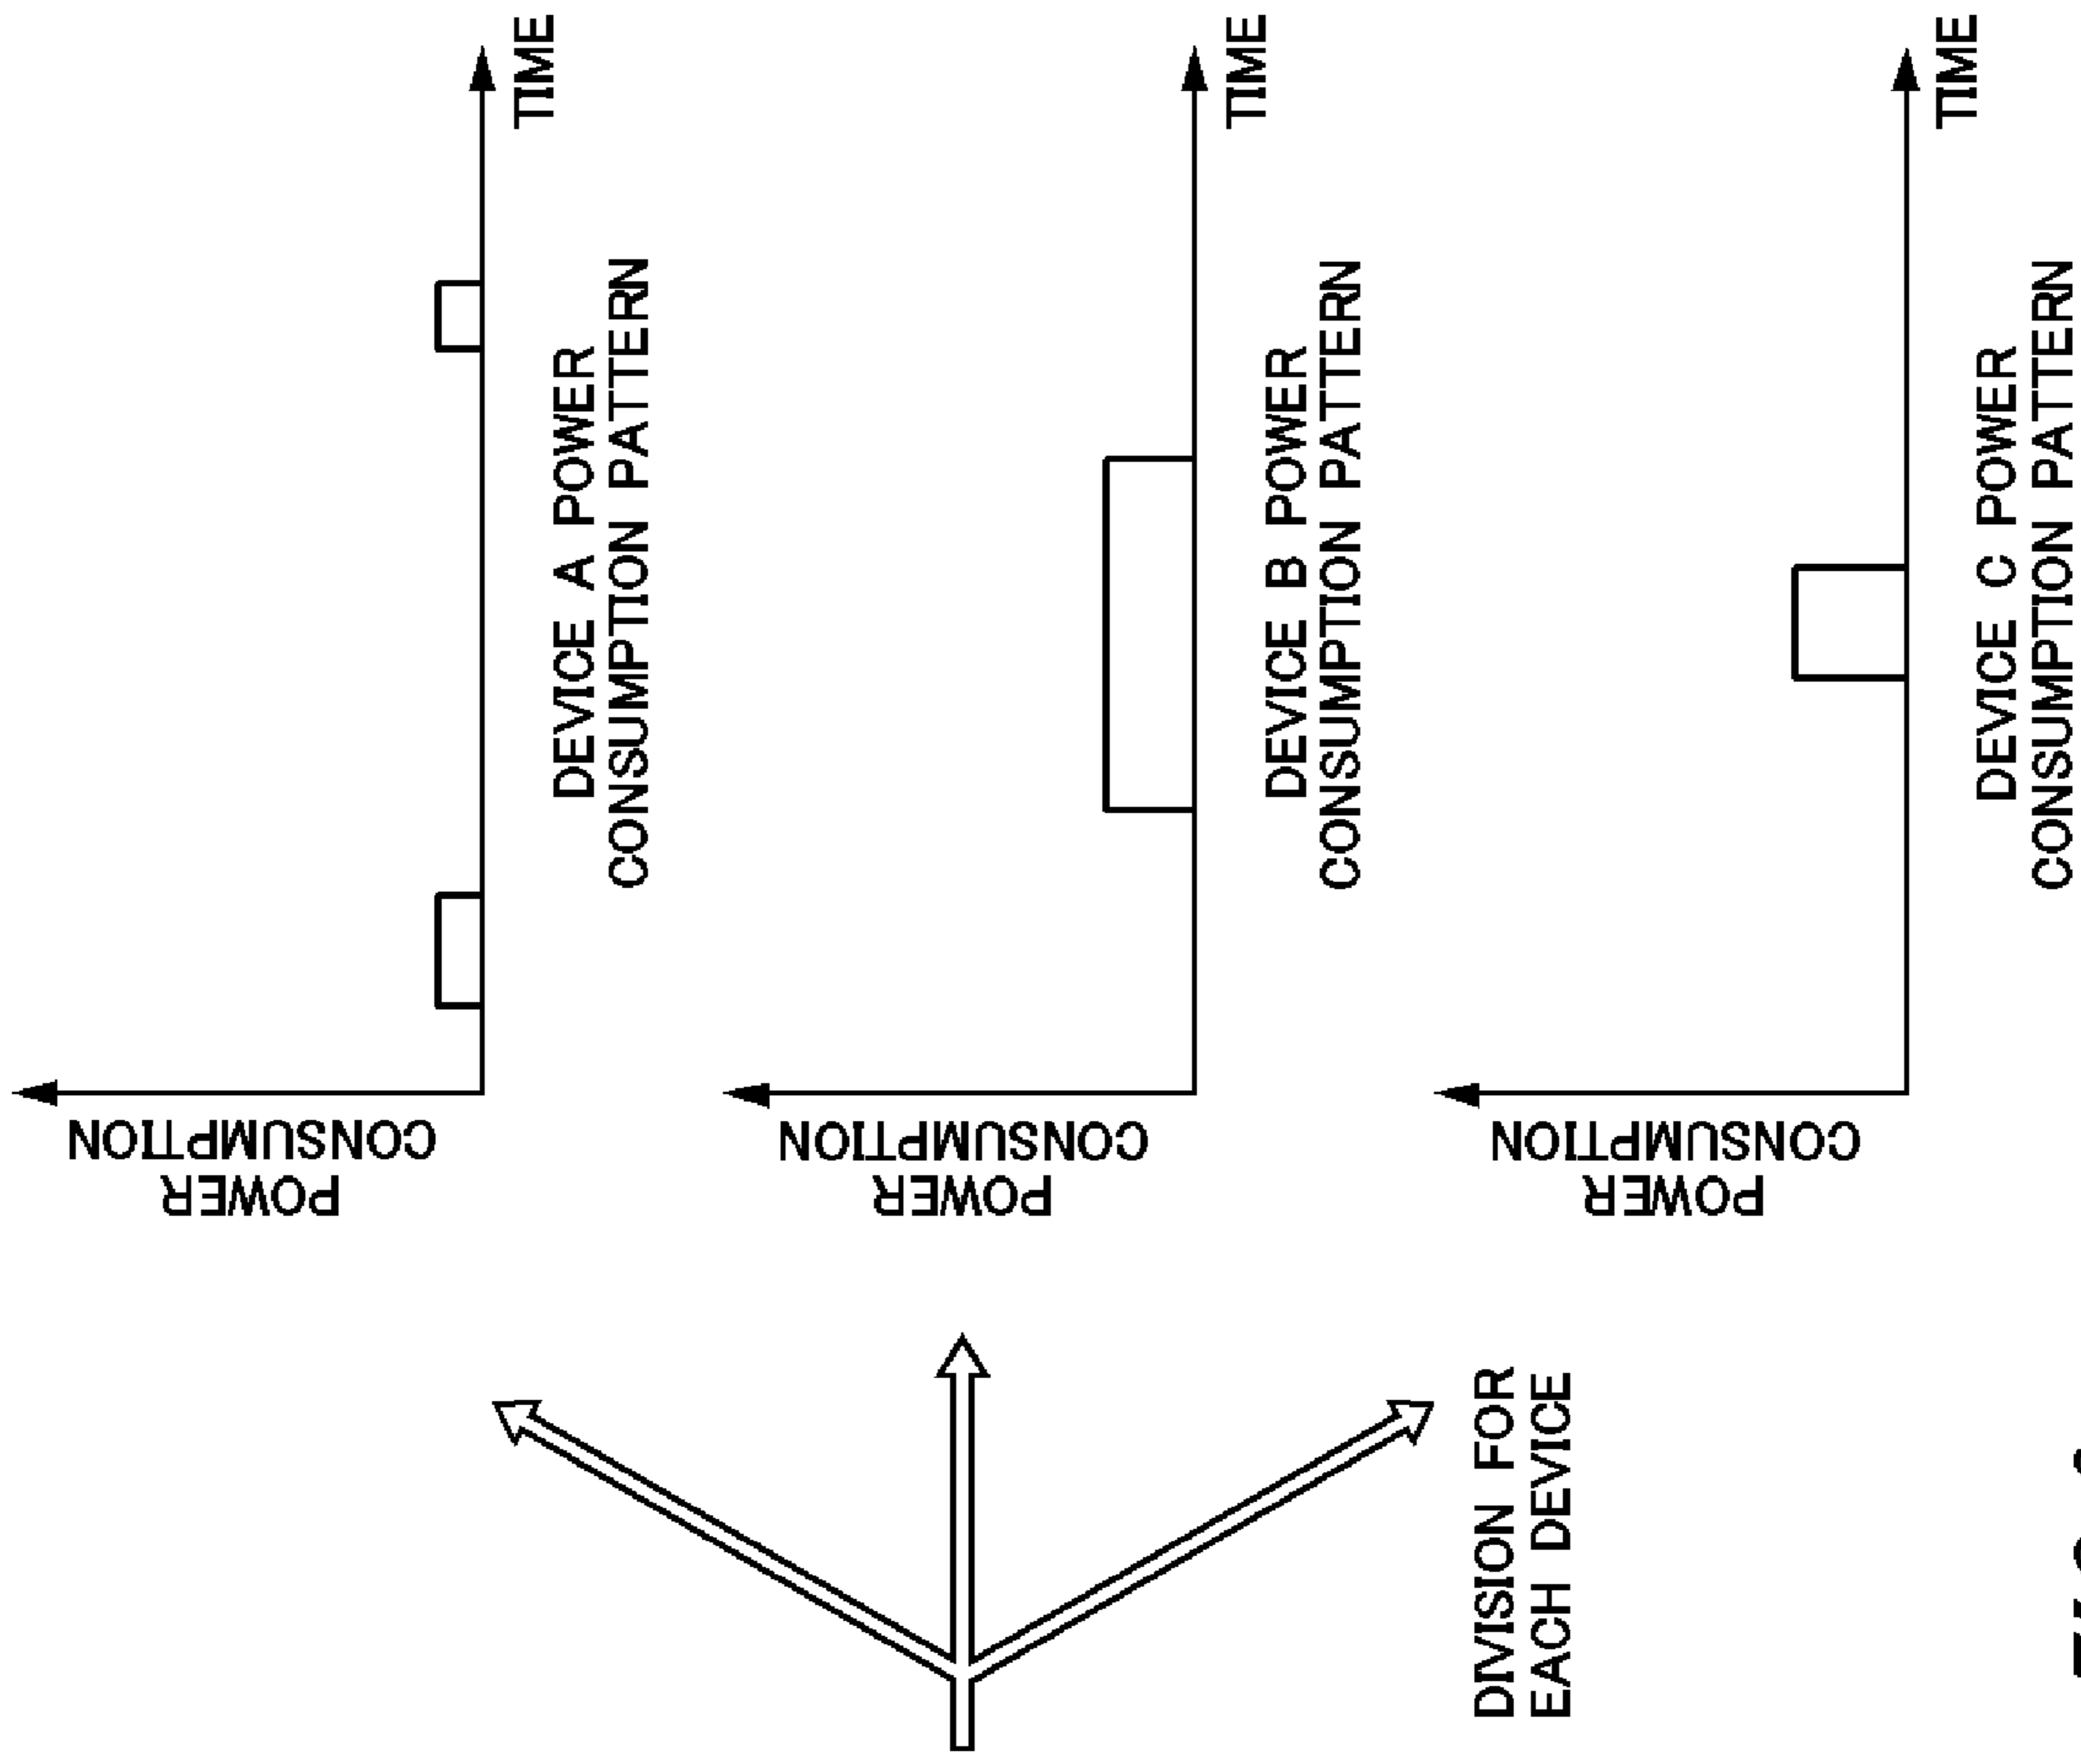 POWER
CONSUMPTION
TIME
DEVICE A POWER
CONSUMPTION PATTERN
POWER
CONSUMPTION
TIME
DEVICE B POWER
CONSUMPTION PATTERN
POWER
CONSUMPTION
TIME
DEVICE C POWER
CONSUMPTION PATTERN
DIVISION FOR
EACH DEVICE